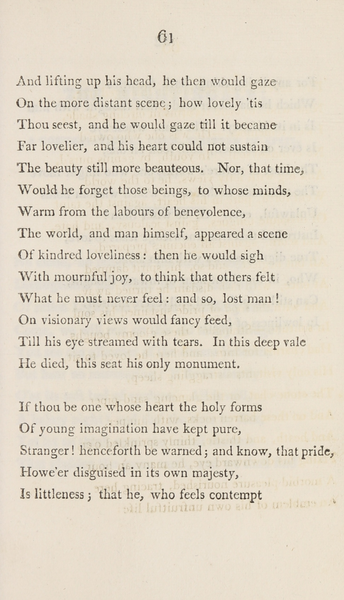 61
And lifting up his head, he then would gaze
On the more distant scene; how lovely 'tis
Thou seest, and he would gaze till it became
Far lovelier, and his heart could not sustain
The beauty still more beauteous. Nor, that time,
Would he forget those beings, to whose minds,
Warm from the labours of benevolence,
The world, and man himself, appeared a scene
Of kindred loveliness: then he would sigh
With mournful joy, to think that others felt
What he must never feel: and so, lost man!
On visionary views would fancy feed,
Till his eye streamed with tears. In this deep vale
He died, this seat his only monument.
If thou be one whose heart the holy forms
Of young imagination have kept pure,
Stranger! henceforth be warned; and know, that pride,
Howe'er disguised in its own majesty,
Is littleness; that he, who feels contempt